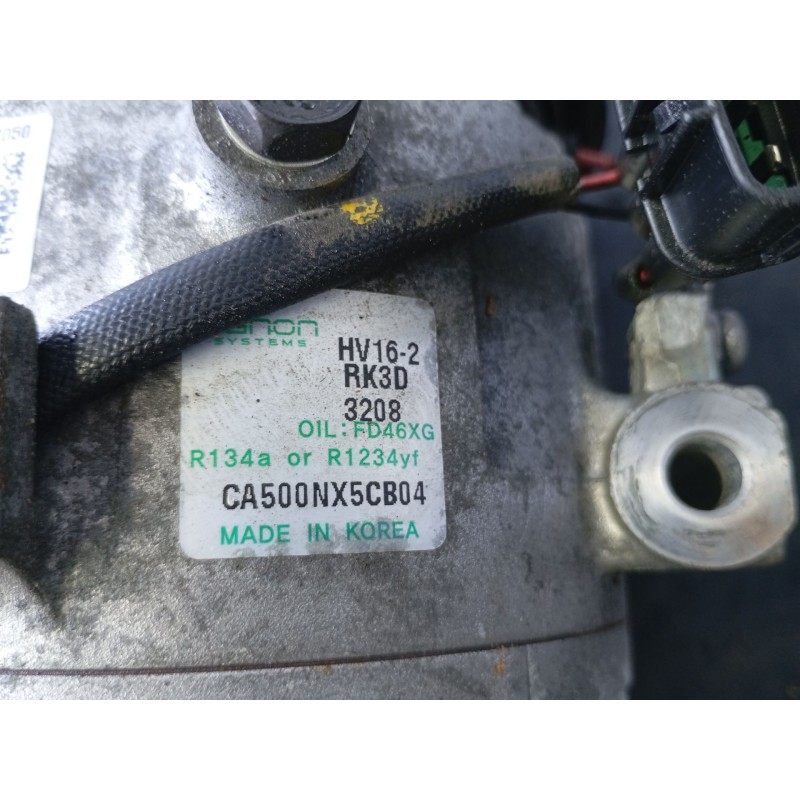 SYSTEMS
HV16-2
RK3D
3208
OIL: FD46XG
R134a or R1234yf
CA500NX5CB04
MADE IN KOREA